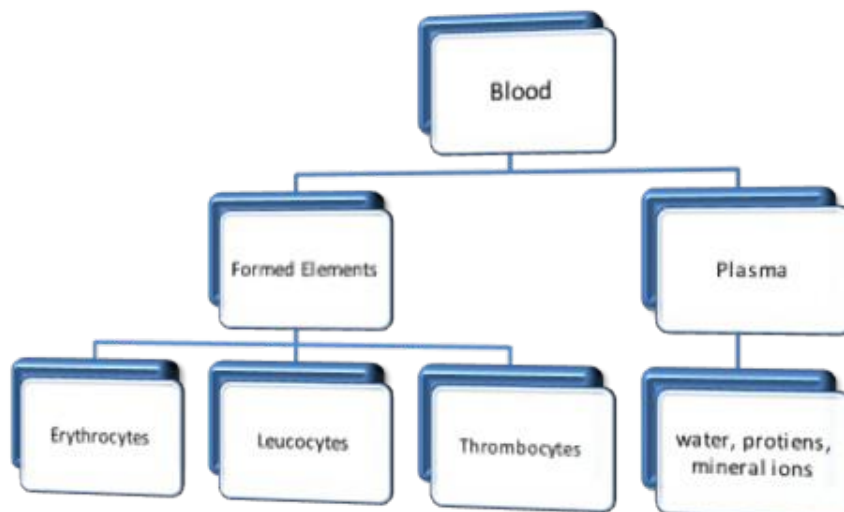 Blood
Formed Elements
Plasma
Erythrocytes
Leucocytes
Thrombocytes
water, protiens,
mineral ions